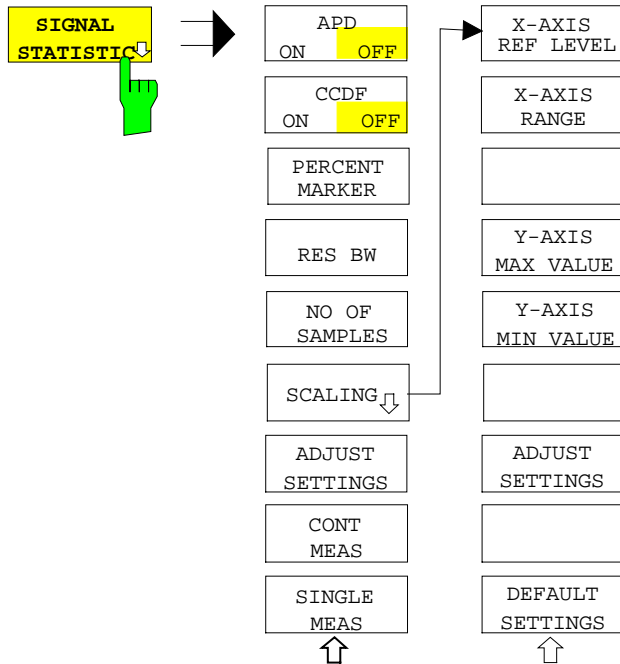 SIGNAL
STATISTIC
APD
ON OFF
CCDF
ON OFF
PERCENT
MARKER
RES BW
NO OF
SAMPLES
SCALING
ADJUST
SETTINGS
CONT
MEAS
SINGLE
MEAS
X-AXIS
REF LEVEL
X-AXIS
RANGE
Y-AXIS
MAX VALUE
Y-AXIS
MIN VALUE
ADJUST
SETTINGS
DEFAULT
SETTINGS